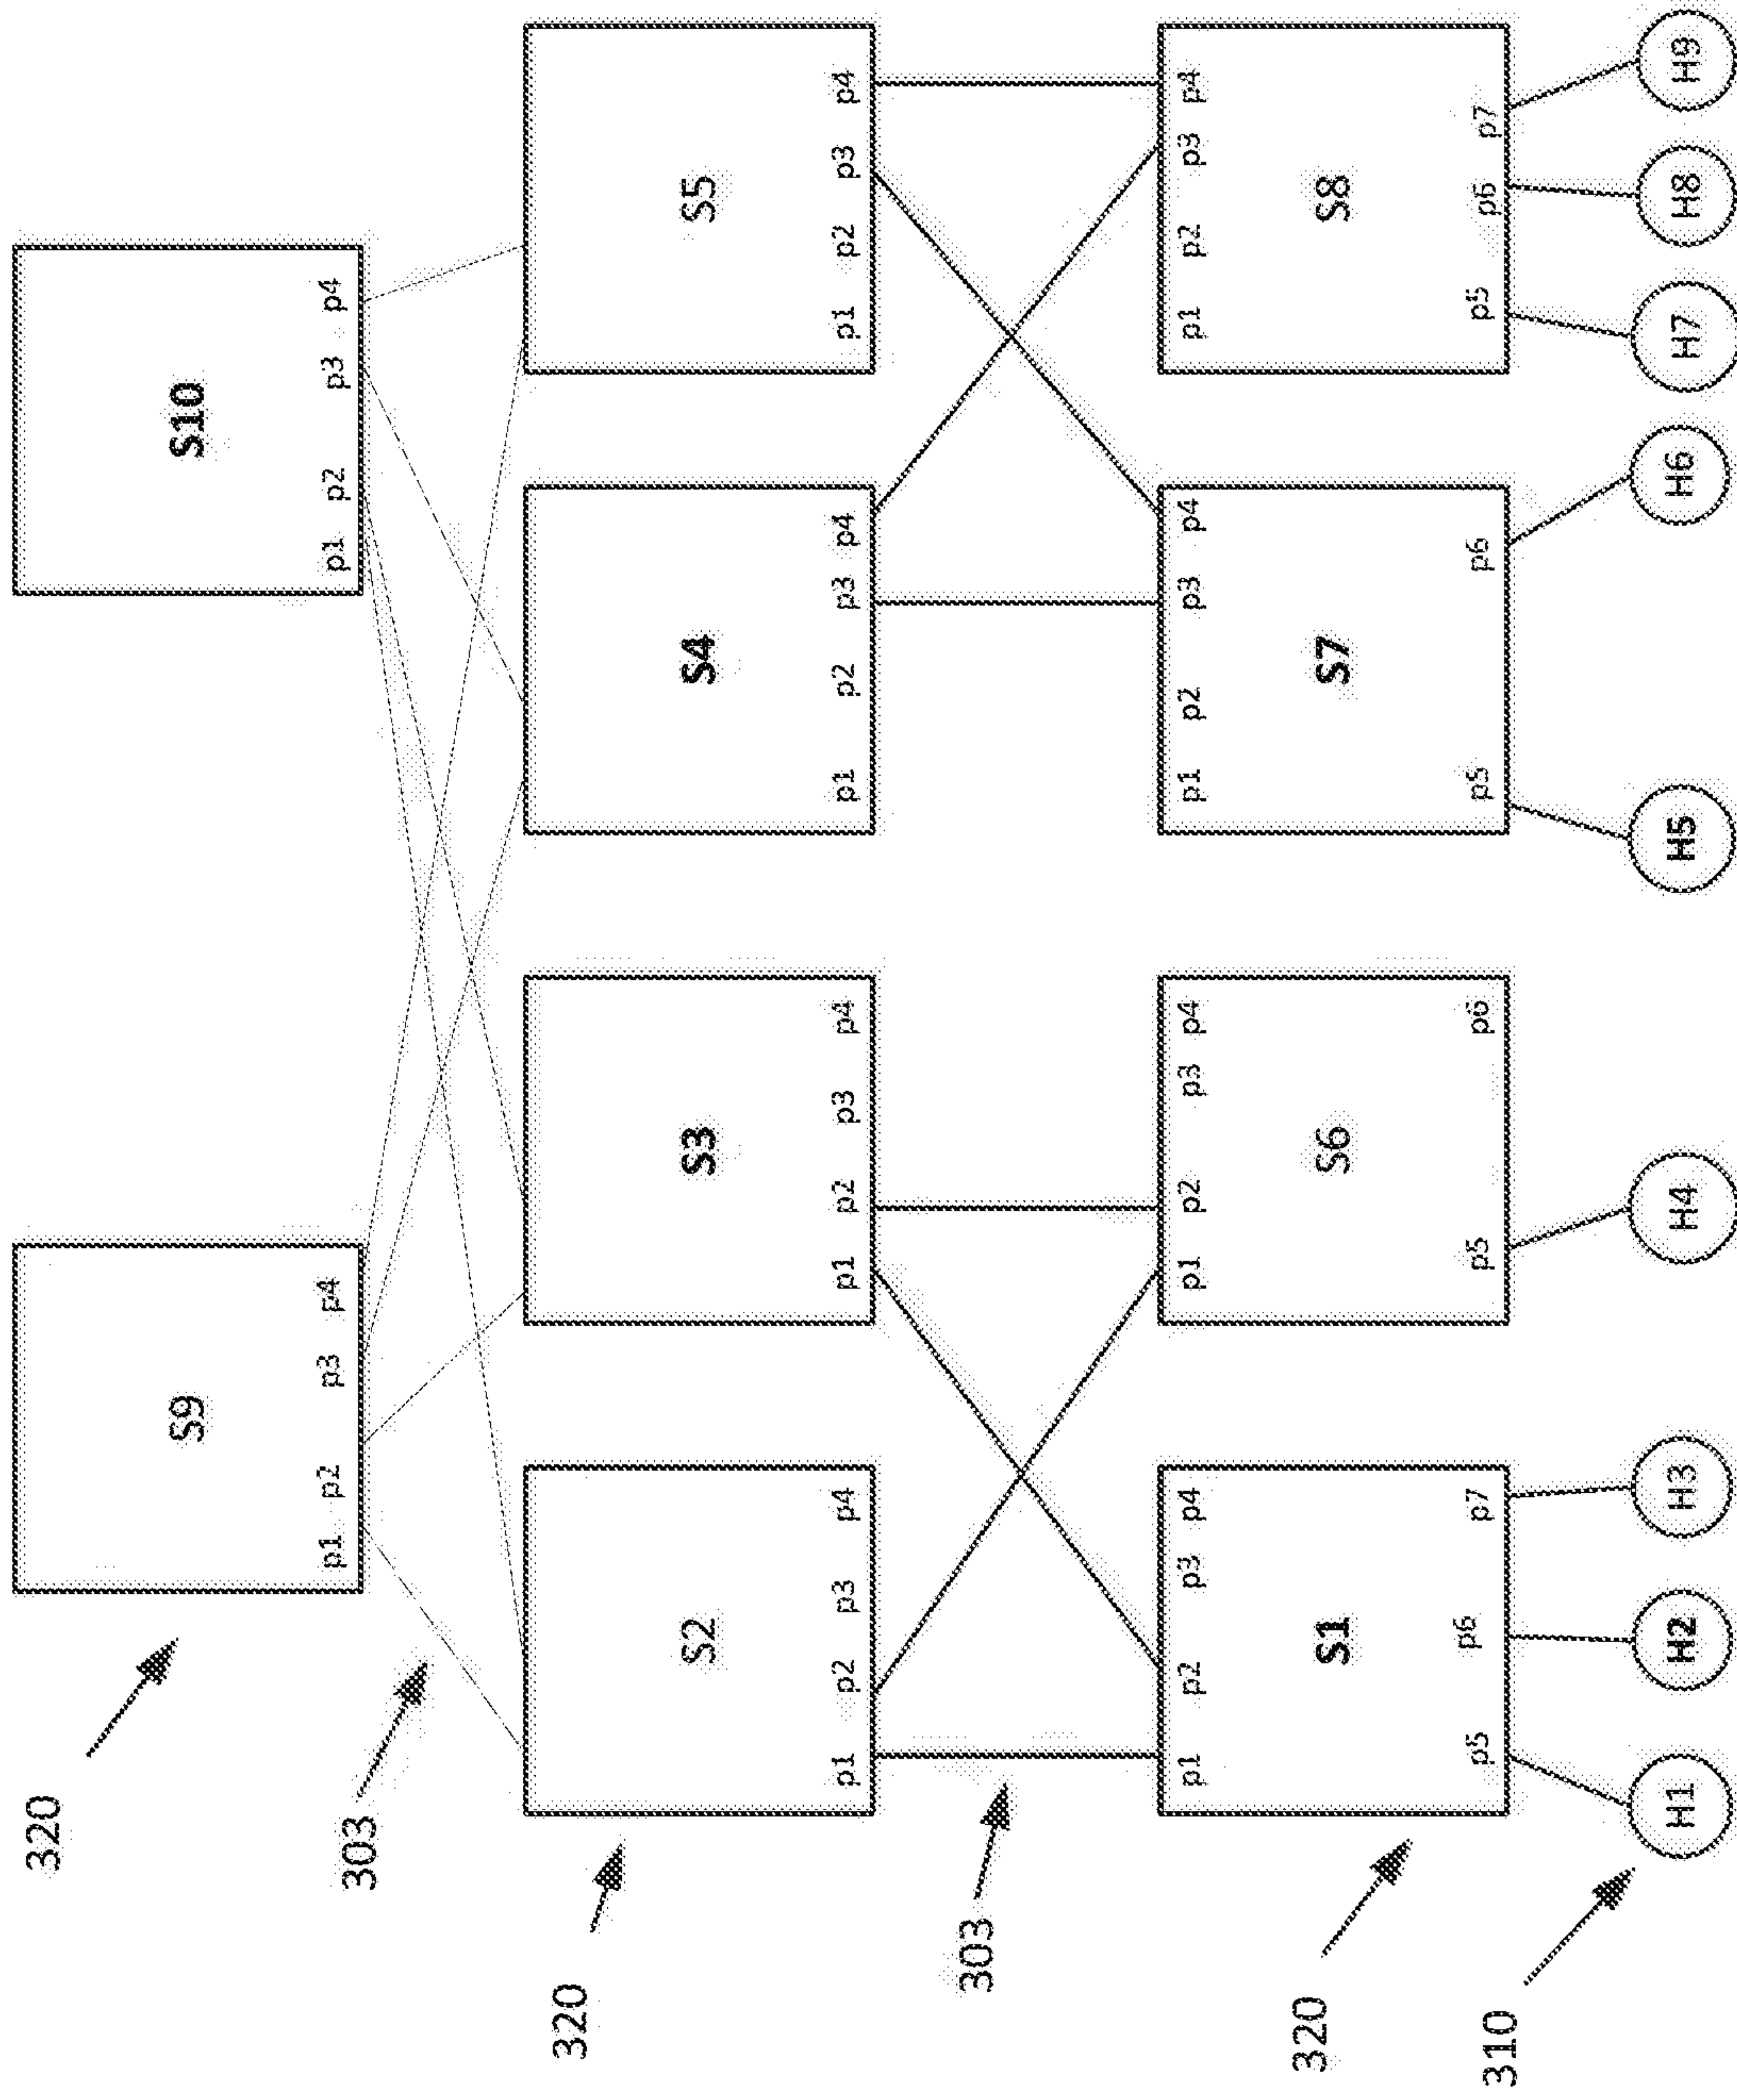 320
S9 S10
p1 p2 p3 p4 p1 p2 p3 p4
303
320
S2 S3 S4 S5
p1 p2 p3 p4 p1 p2 p3 p4 p1 p2 p3 p4 p1 p2 p3 p4
303
p1 p2 p3 p4 p1 p2 p3 p4 p1 p2 p3 p4 p1 p2 p3 p4
320
S1 S6 S7 S8
p5 p6 p7 p5 p6 p5 p6 p5 p6 p7
310
H1 H2 H3 H4 H5 H6 H7 H8 H9